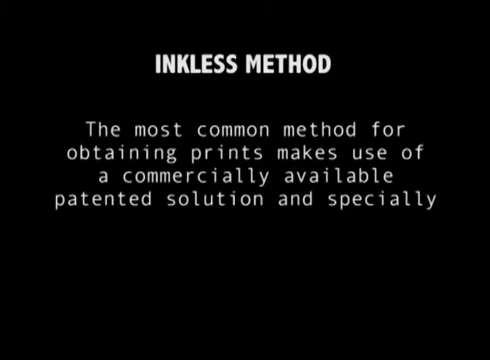 INKLESS METHOD
The most common method for
obtaining prints makes use of
a commercially available
patented solution and specially